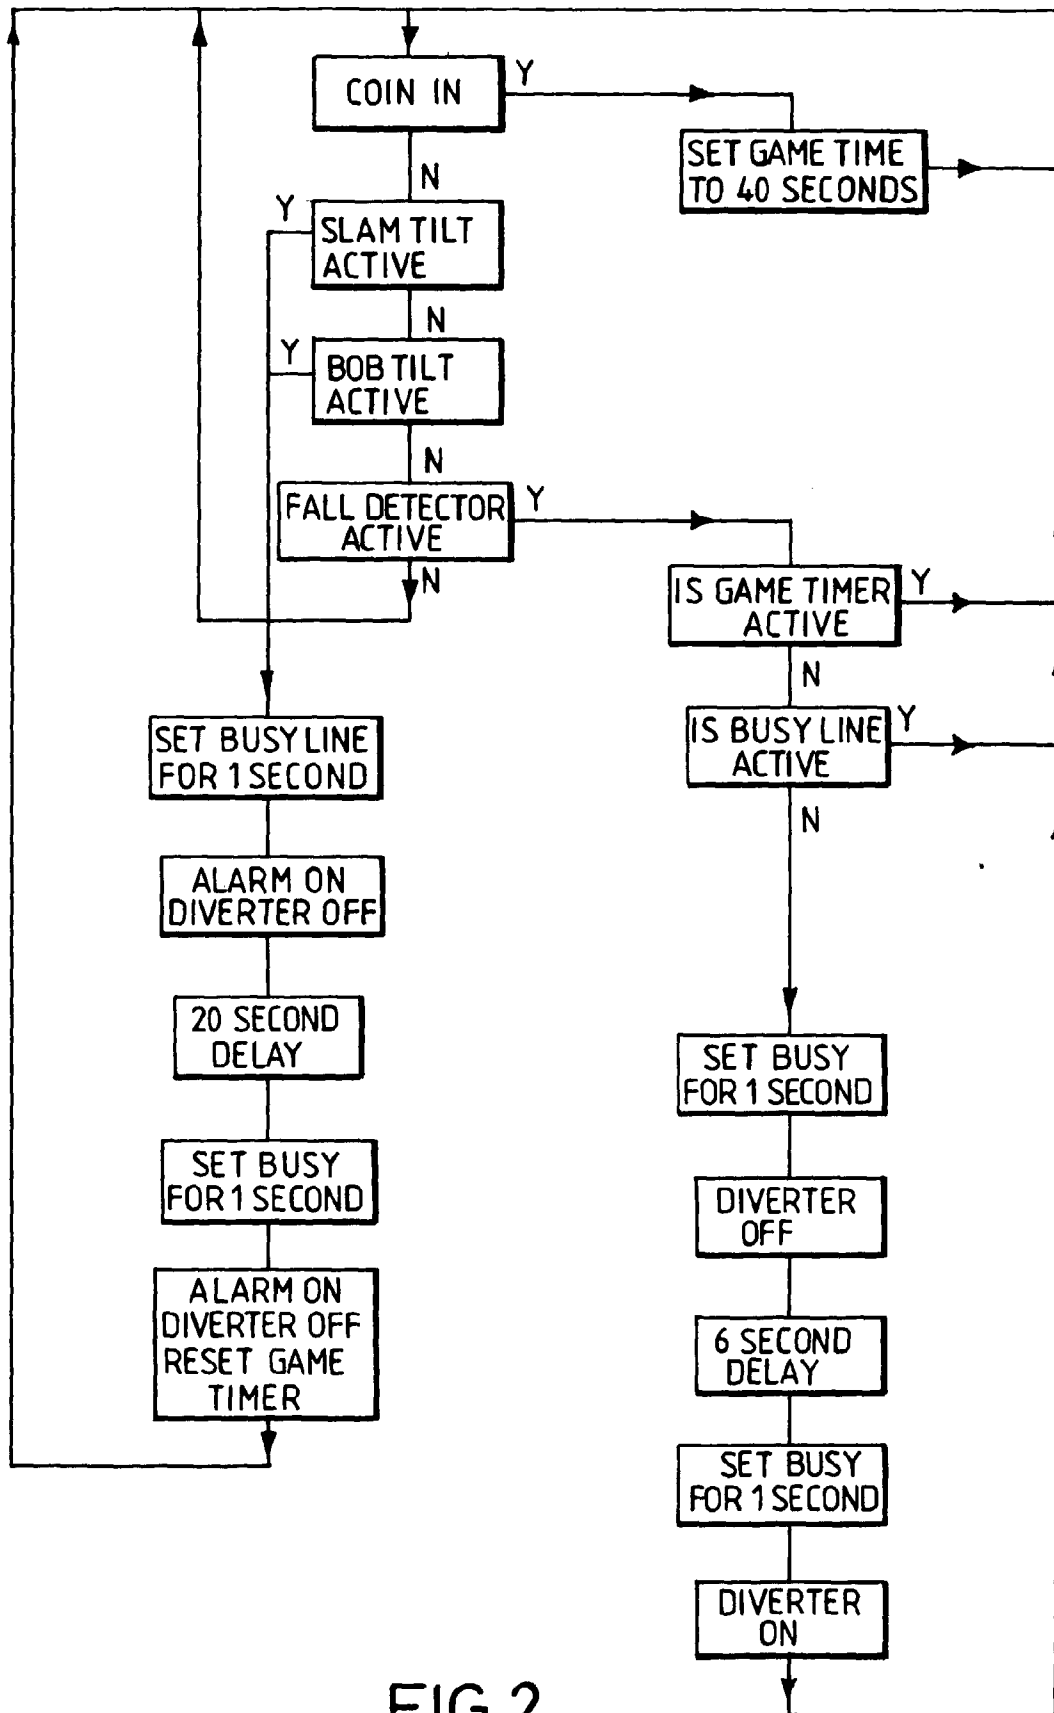 COIN IN
Y
SET GAME TIME
TO 40 SECONDS
N
Y
SLAM TILT
ACTIVE
N
Y
BOB TILT
ACTIVE
N
FALL DETECTOR
ACTIVE
Y
N
IS GAME TIMER
ACTIVE
Y
N
IS BUSY LINE
ACTIVE
Y
N
SET BUSY LINE
FOR 1 SECOND
ALARM ON
DIVERTER OFF
20 SECOND
DELAY
SET BUSY
FOR 1 SECOND
ALARM ON
DIVERTER OFF
RESET GAME
TIMER
SET BUSY
FOR 1 SECOND
DIVERTER
OFF
6 SECOND
DELAY
SET BUSY
FOR 1 SECOND
DIVERTER
ON
FIG.2